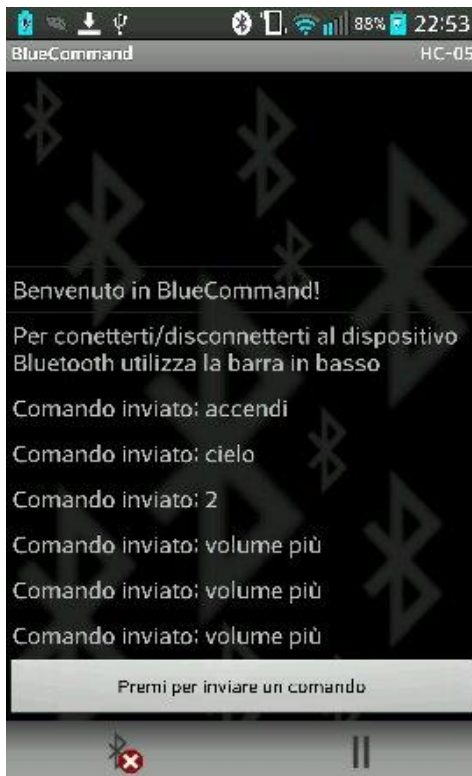 88% 22:53
BlueCommand HC-05
Benvenuto in BlueCommand!
Per conetterti/disconnetterti al dispositivo
Bluetooth utilizza la barra in basso
Comando inviato: accendi
Comando inviato: cielo
Comando inviato: 2
Comando inviato: volume più
Comando inviato: volume più
Comando inviato: volume più
Premi per inviare un comando